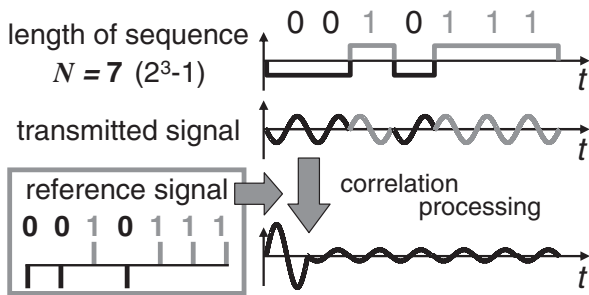 0 0 1 0 1 1 1
length of sequence
N = 7 (2³-1)
t
transmitted signal
t
reference signal
0 0 1 0 1 1 1
correlation
processing
t